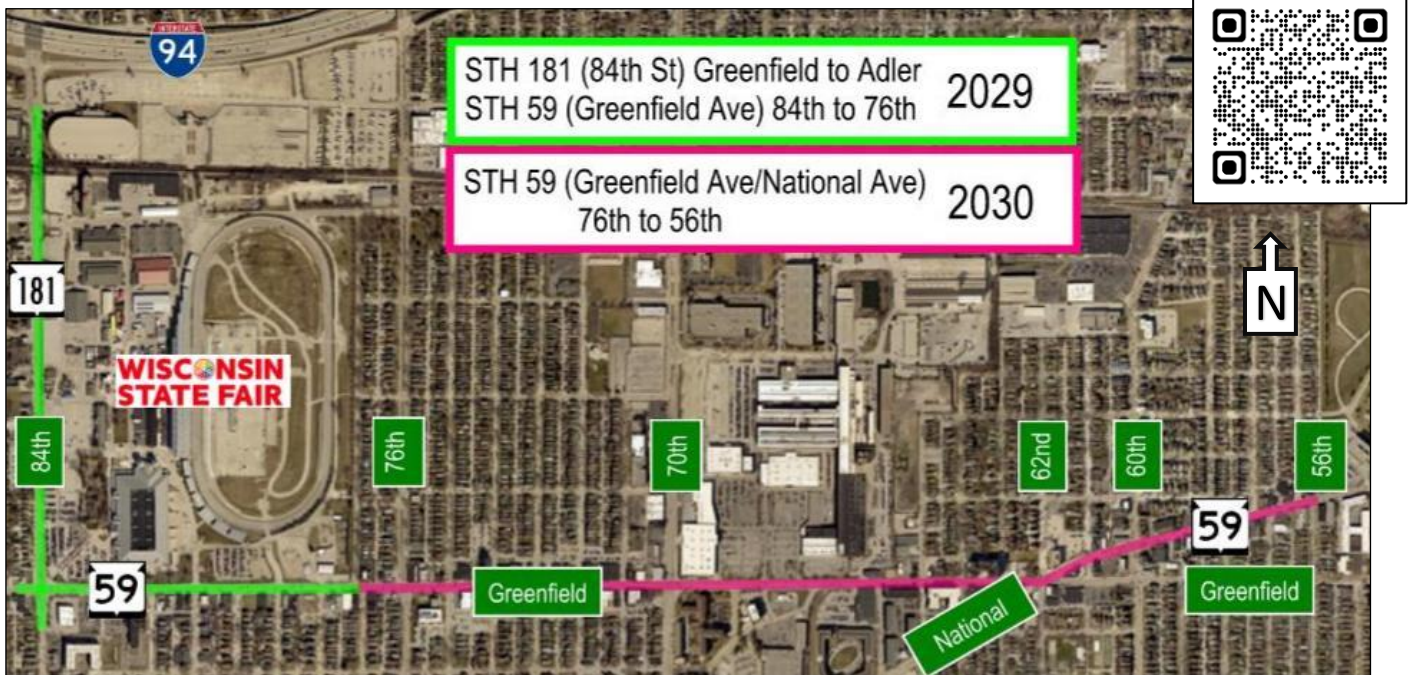 INTERSTATE
94
STH 181 (84th St) Greenfield to Adler
STH 59 (Greenfield Ave) 84th to 76th
2029
STH 59 (Greenfield Ave/National Ave)
76th to 56th
2030
N
181
WISCONSIN
STATE FAIR
84th
76th
70th
62nd
60th
56th
59
59
Greenfield
National
Greenfield